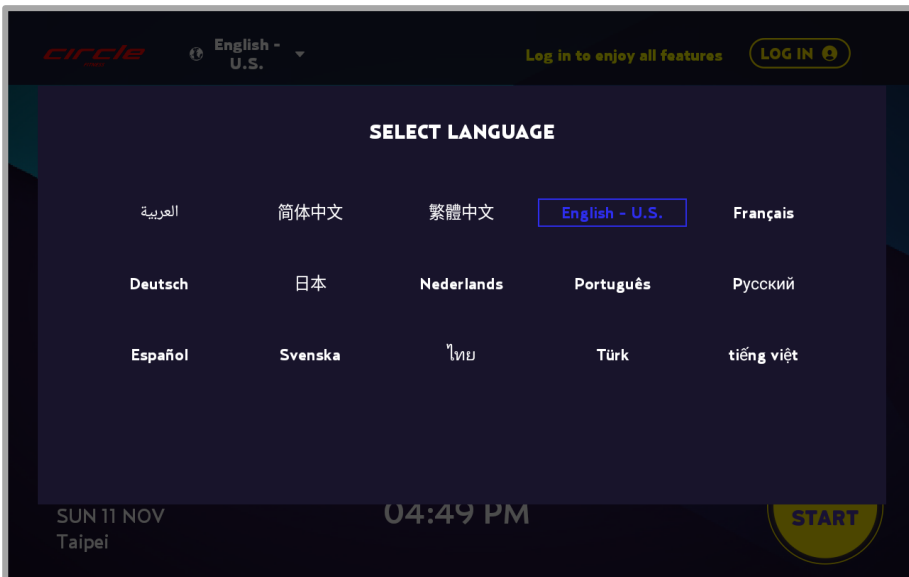 circle
English -
U.S.
Log in to enjoy all features
LOG IN
SELECT LANGUAGE
العربية
简体中文
繁體中文
English - U.S.
Français
Deutsch
日本
Nederlands
Português
Русский
Español
Svenska
ไทย
Türk
tiếng việt
SUN 11 NOV
Taipei
04:49 PM
START